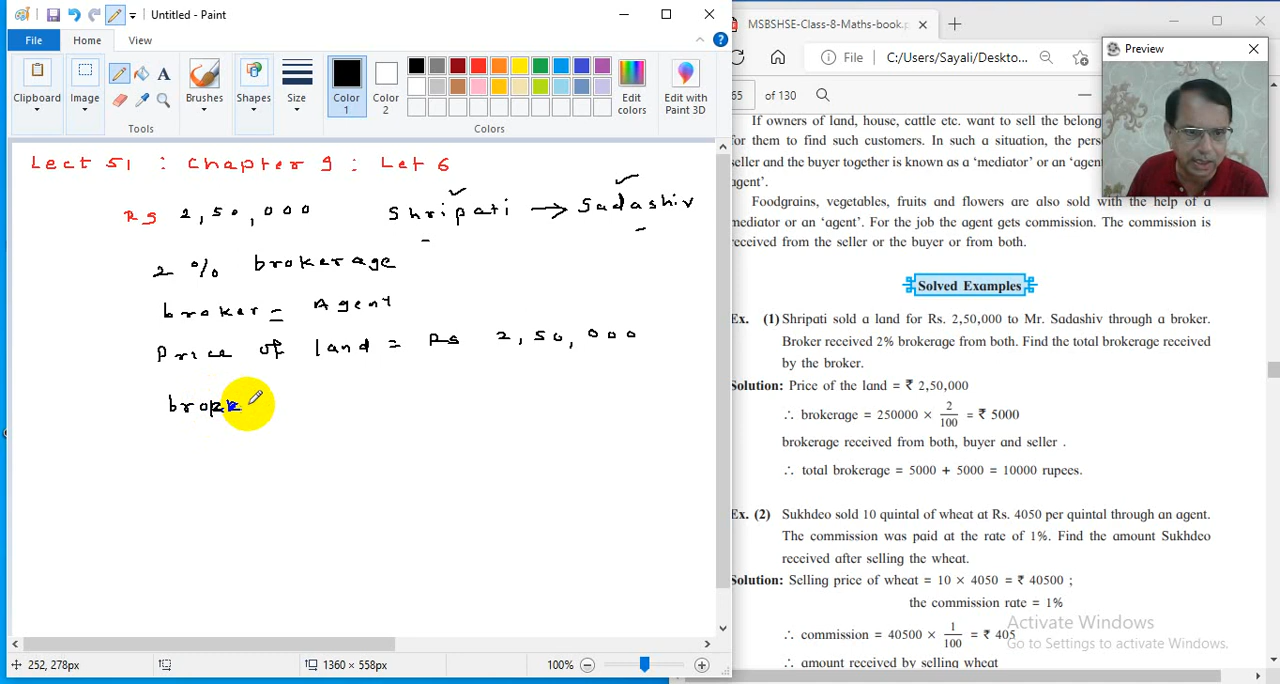 Untitled - Paint
File
Home
View
Clipboard
Image
Tools
Brushes
Shapes
Size
Color 1
Color 2
Colors
Edit colors
Edit with Paint 3D
Lect 51 : Chapter 9 : Let 6
Rs 2,50,000 Shripati → Sadashiv
2 % brokerage
broker = Agent
Price of land = Rs 2,50,000
252, 278px
1360 × 558px
100%
MSBSHSE-Class-8-Maths-book.p
File
C:/Users/Sayali/Deskto...
of 130
Preview
If owners of land, house, cattle etc. want to sell the belong
for them to find such customers. In such a situation, the pers
seller and the buyer together is known as a 'mediator' or an 'agen
agent'.
Foodgrains, vegetables, fruits and flowers are also sold with the help of a
mediator or an 'agent'. For the job the agent gets commission. The commission is
received from the seller or the buyer or from both.
Solved Examples
Ex. (1) Shripati sold a land for Rs. 2,50,000 to Mr. Sadashiv through a broker.
Broker received 2% brokerage from both. Find the total brokerage received
by the broker.
Solution: Price of the land = ₹ 2,50,000
∴ brokerage = 250000 × 2/100 = ₹ 5000
brokerage received from both, buyer and seller .
∴ total brokerage = 5000 + 5000 = 10000 rupees.
Ex. (2) Sukhdeo sold 10 quintal of wheat at Rs. 4050 per quintal through an agent.
The commission was paid at the rate of 1%. Find the amount Sukhdeo
received after selling the wheat.
Solution: Selling price of wheat = 10 × 4050 = ₹ 40500 ;
the commission rate = 1%
∴ commission = 40500 × 1/100 = ₹ 405
∴ amount received by selling wheat
Activate Windows
Go to Settings to activate Windows.